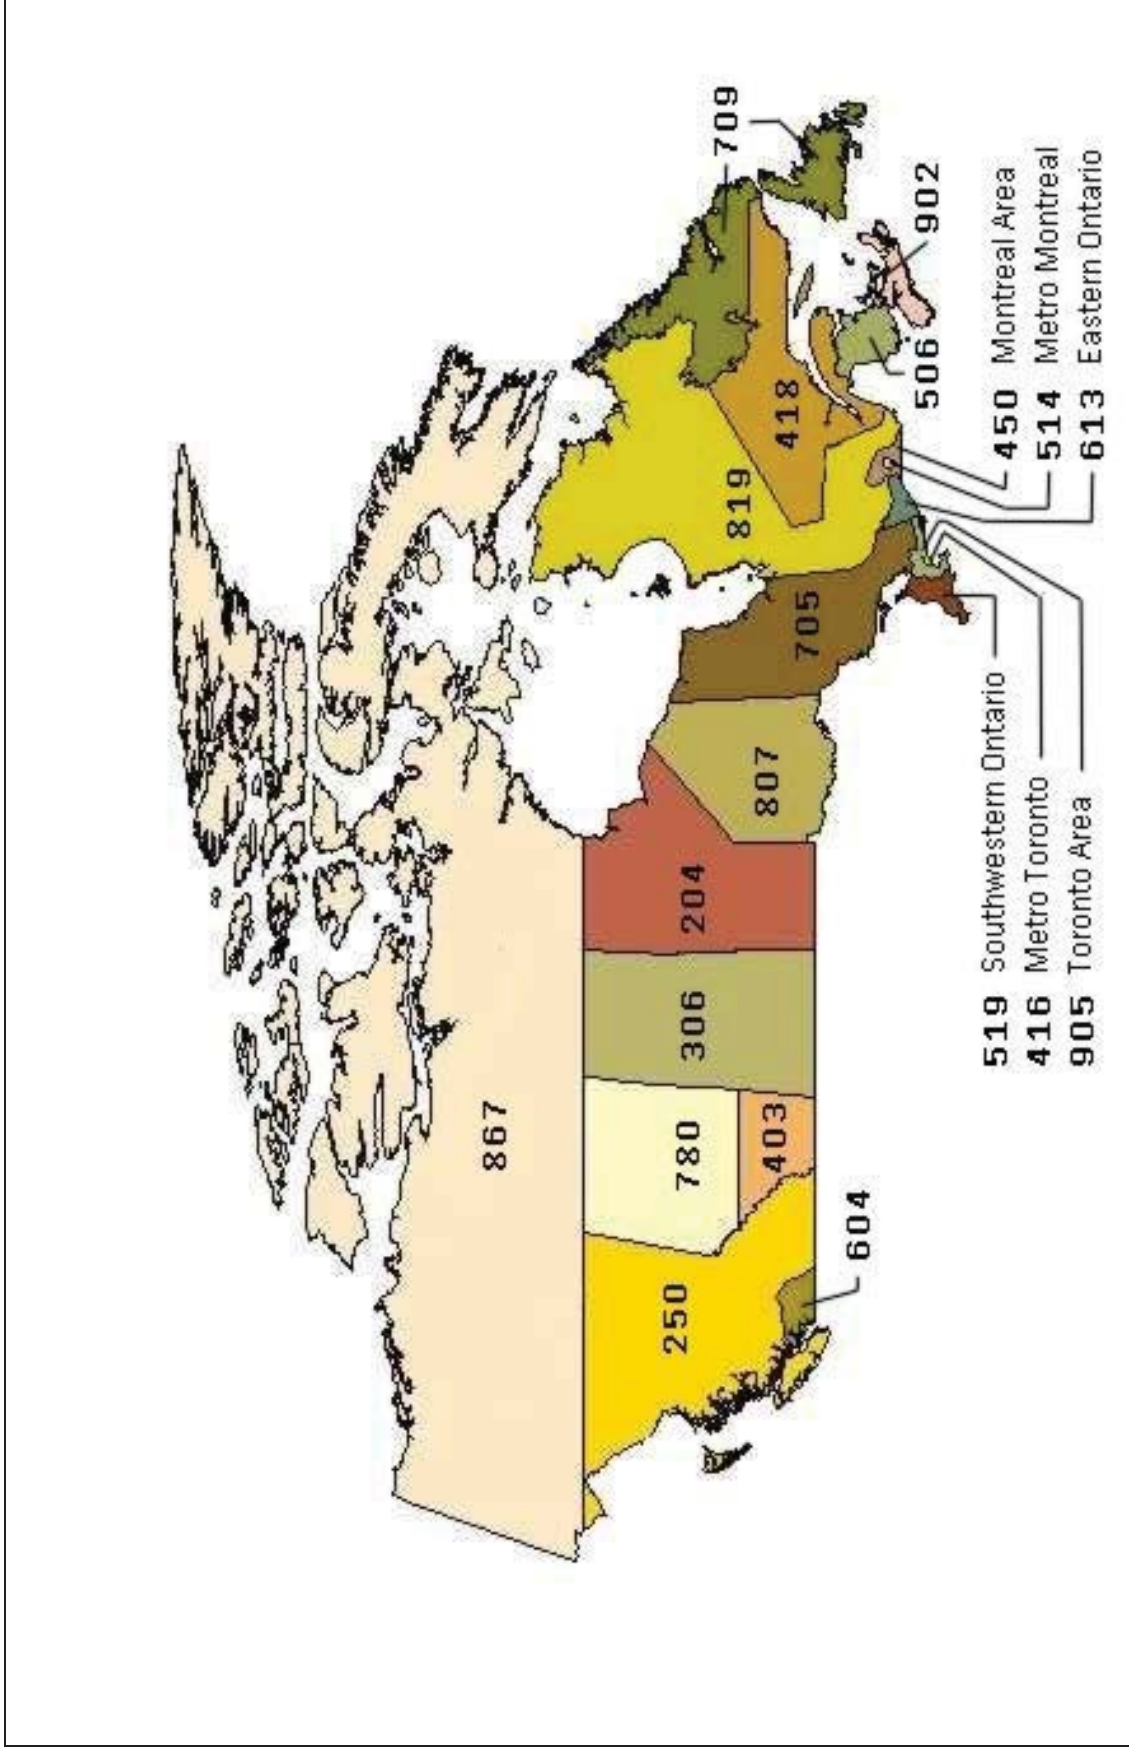 867
250
780
403
604
306
204
807
705
819
418
709
506
902
519 Southwestern Ontario
416 Metro Toronto
905 Toronto Area
450 Montreal Area
514 Metro Montreal
613 Eastern Ontario